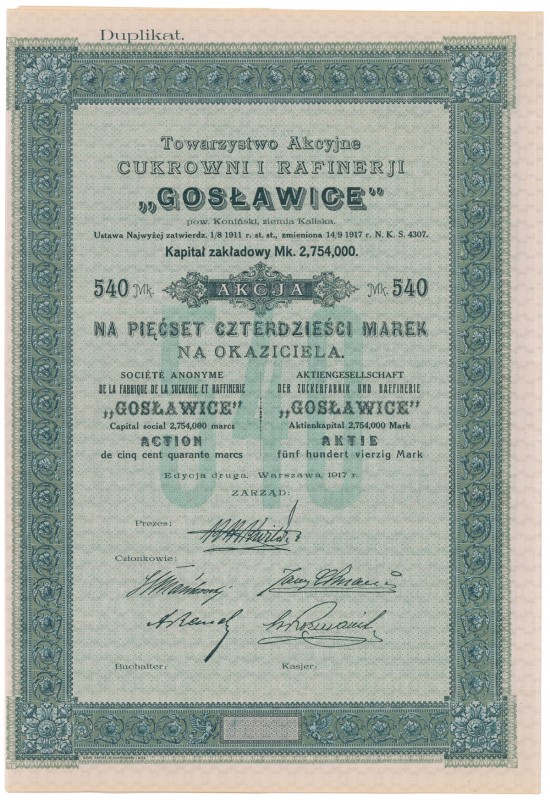 Duplikat.
Towarzystwo Akcyjne
CUKROWNI I RAFINERJI
„GOSŁAWICE"
pow. Koniński, ziemia Kaliska.
Ustawa Najwyżej zatwierdz. 1/8 1911 r. st. st., zmieniona 14/9 1917 r. N. K. S. 4307.
Kapitał zakładowy Mk. 2,754,000.
540 Mk. AKCJA Mk. 540
NA PIĘĆSET CZTERDZIEŚCI MAREK
NA OKAZICIELA.
SOCIÉTÉ ANONYME
DE LA FABRIQUE DE LA SUCRERIE ET RAFFINERIE
„GOSŁAWICE"
Capital social 2,754,000 marcs
ACTION
de cinq cent quarante marcs
AKTIENGESELLSCHAFT
DER ZUCKERFABRIK UND RAFFINERIE
„GOSŁAWICE"
Aktienkapital 2,754,000 Mark
AKTIE
fünf hundert vierzig Mark
540
Edycja druga. Warszawa, 1917 r.
ZARZĄD:
Prezes:
Członkowie:
Buchalter: Kasjer: